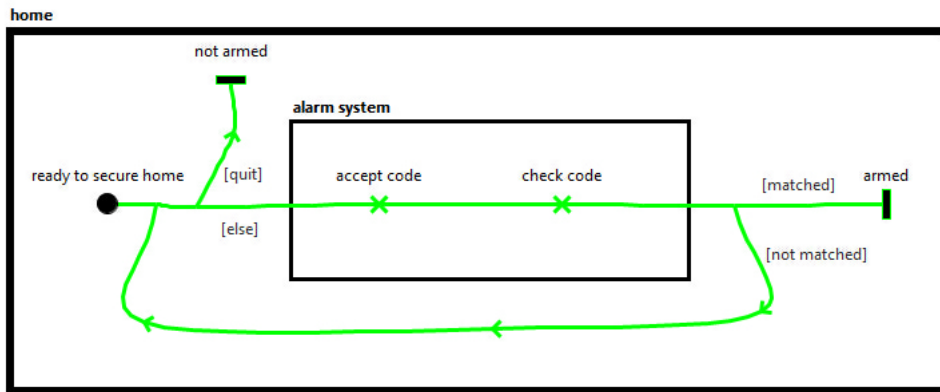 home
not armed
alarm system
ready to secure home
[quit]
accept code
check code
[matched]
armed
[else]
[not matched]